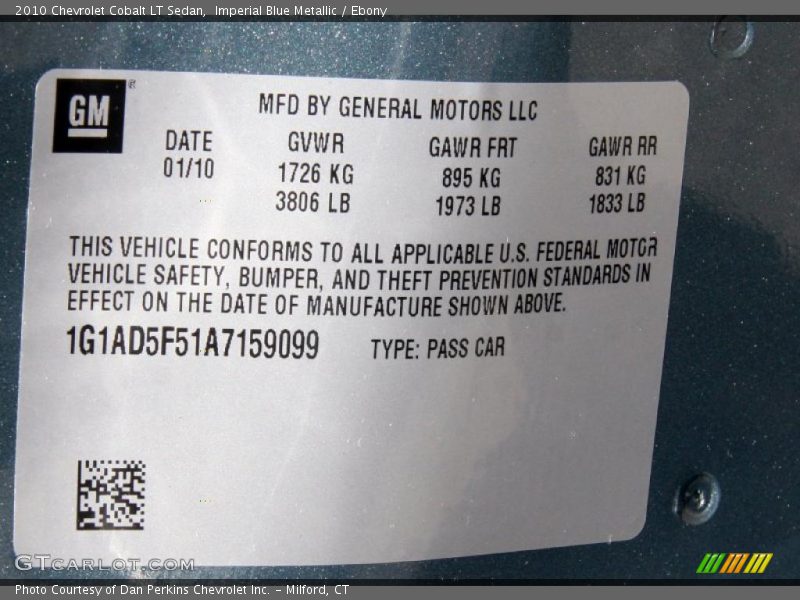 2010 Chevrolet Cobalt LT Sedan, Imperial Blue Metallic / Ebony
GM ®
MFD BY GENERAL MOTORS LLC
DATE GVWR GAWR FRT GAWR RR
01/10 1726 KG 895 KG 831 KG
3806 LB 1973 LB 1833 LB
THIS VEHICLE CONFORMS TO ALL APPLICABLE U.S. FEDERAL MOTOR
VEHICLE SAFETY, BUMPER, AND THEFT PREVENTION STANDARDS IN
EFFECT ON THE DATE OF MANUFACTURE SHOWN ABOVE.
1G1AD5F51A7159099 TYPE: PASS CAR
GTCARLOT.COM
Photo Courtesy of Dan Perkins Chevrolet Inc. - Milford, CT